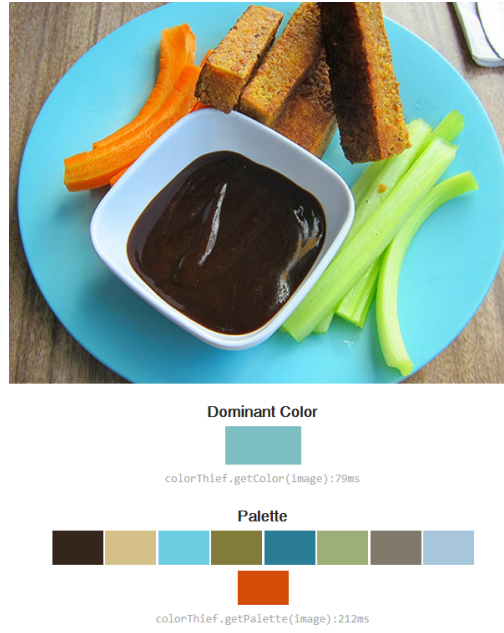 Dominant Color
colorThief.getColor(image):79ms
Palette
colorThief.getPalette(image):212ms